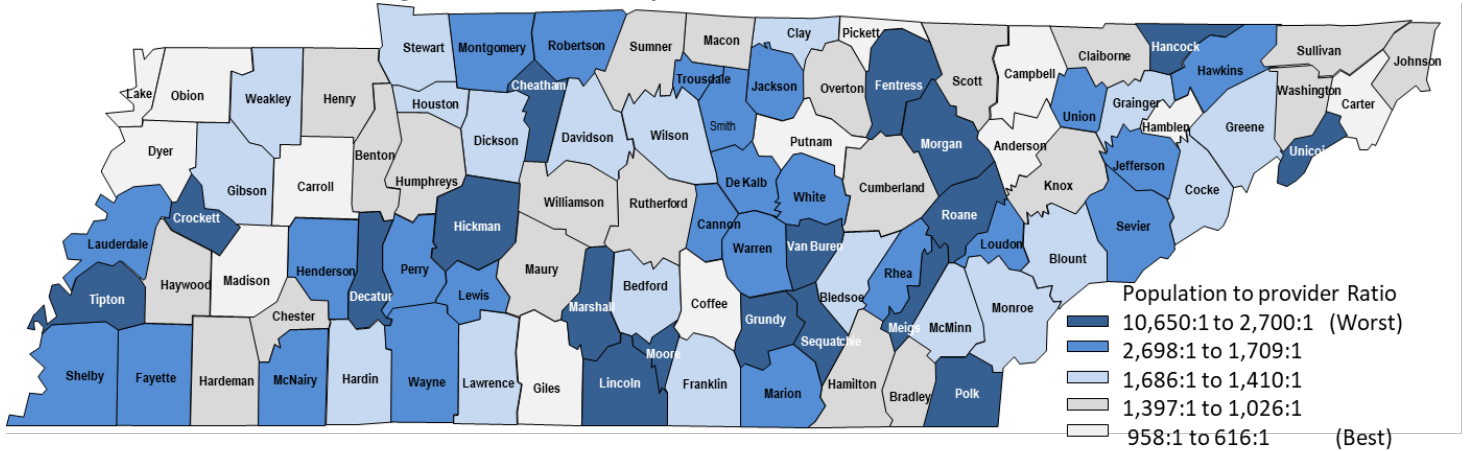 Stewart
Montgomery
Robertson
Sumner
Macon
Clay
Pickett
Scott
Campbell
Claiborne
Hancock
Hawkins
Sullivan
Johnson
Lake
Obion
Weakley
Henry
Houston
Cheatham
Trousdale
Jackson
Overton
Fentress
Union
Grainger
Washington
Carter
Dickson
Davidson
Wilson
Smith
Putnam
Morgan
Anderson
Hamblen
Greene
Unicoi
Dyer
Gibson
Carroll
Benton
Humphreys
De Kalb
White
Cumberland
Knox
Jefferson
Cocke
Crockett
Hickman
Williamson
Rutherford
Cannon
Warren
Van Buren
Roane
Loudon
Sevier
Lauderdale
Haywood
Madison
Henderson
Decatur
Perry
Lewis
Maury
Marshall
Bedford
Coffee
Bledsoe
Rhea
Blount
Tipton
Chester
Grundy
Sequatchie
Meigs
McMinn
Monroe
Moore
Shelby
Fayette
Hardeman
McNairy
Hardin
Wayne
Lawrence
Giles
Lincoln
Franklin
Marion
Hamilton
Bradley
Polk
Population to provider Ratio
10,650:1 to 2,700:1 (Worst)
2,698:1 to 1,709:1
1,686:1 to 1,410:1
1,397:1 to 1,026:1
958:1 to 616:1 (Best)